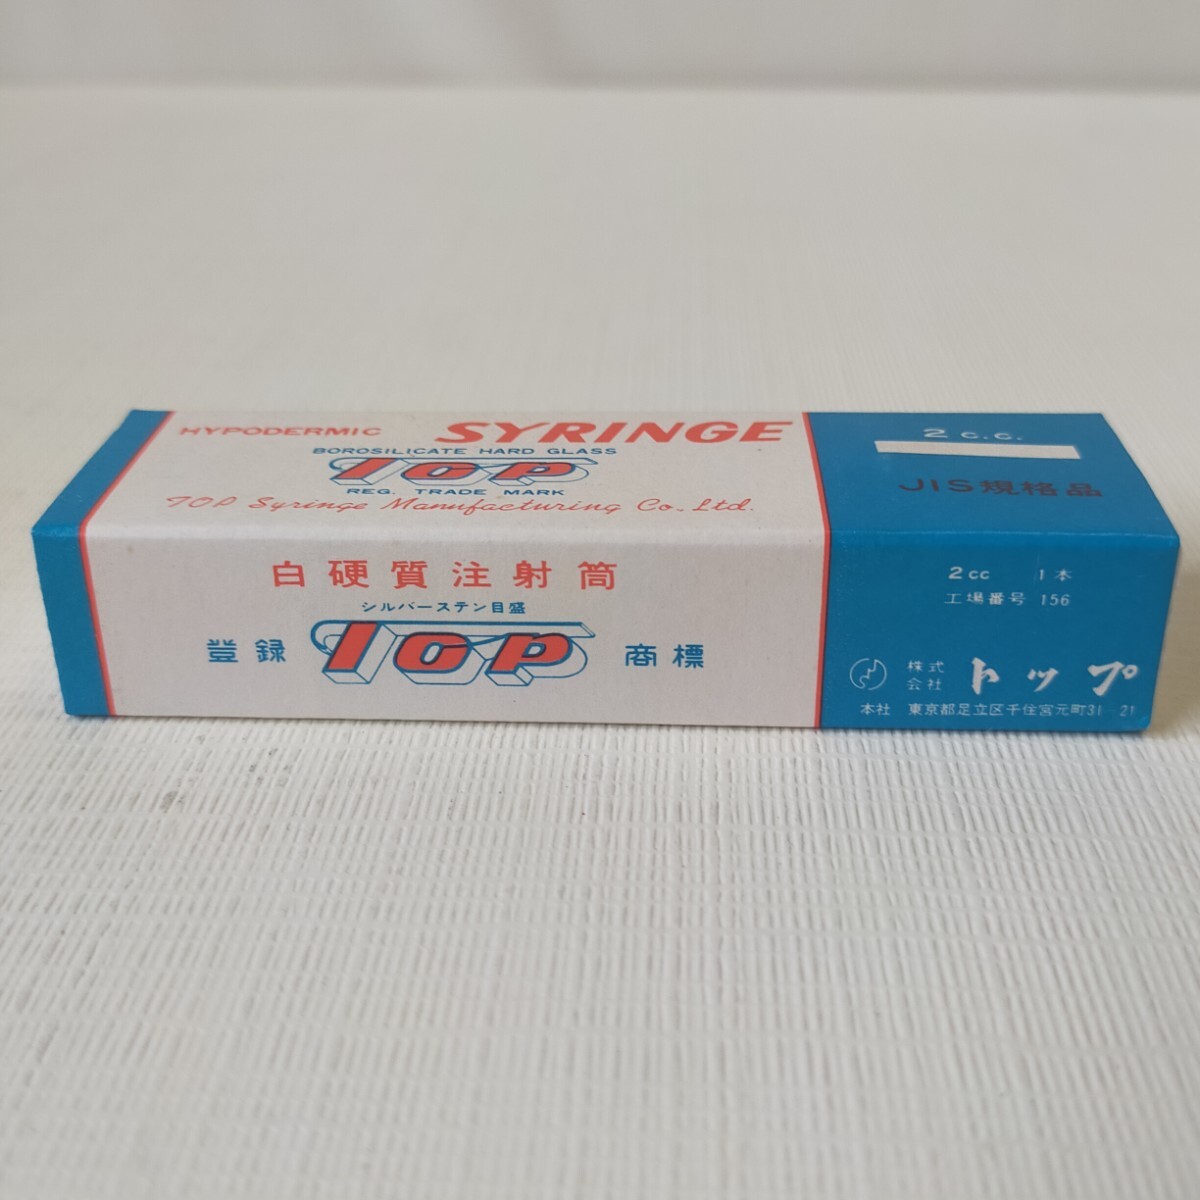 HYPODERMIC SYRINGE
BOROSILICATE HARD GLASS
TOP
REG. TRADE MARK
TOP Syringe Manufacturing Co., Ltd.
2 c.c.
JIS規格品
白硬質注射筒
シルバーステン目盛
登録 TOP 商標
2cc 1本
工場番号 156
株式会社 トップ
本社 東京都足立区千住宮元町31-21